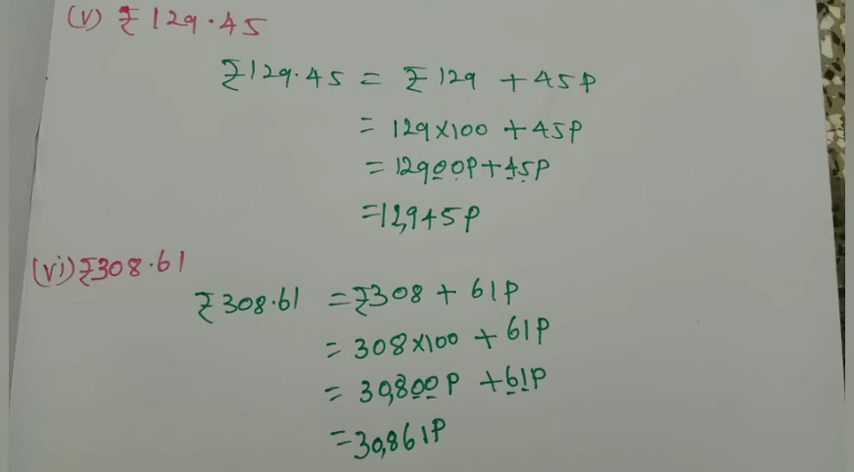 (v) ₹129.45
₹129.45 = ₹129 + 45P
= 129×100 + 45P
= 12900P + 45P
= 12,945P
(vi) ₹308.61
₹308.61 = ₹308 + 61P
= 308×100 + 61P
= 30,800P + 61P
= 30,861P